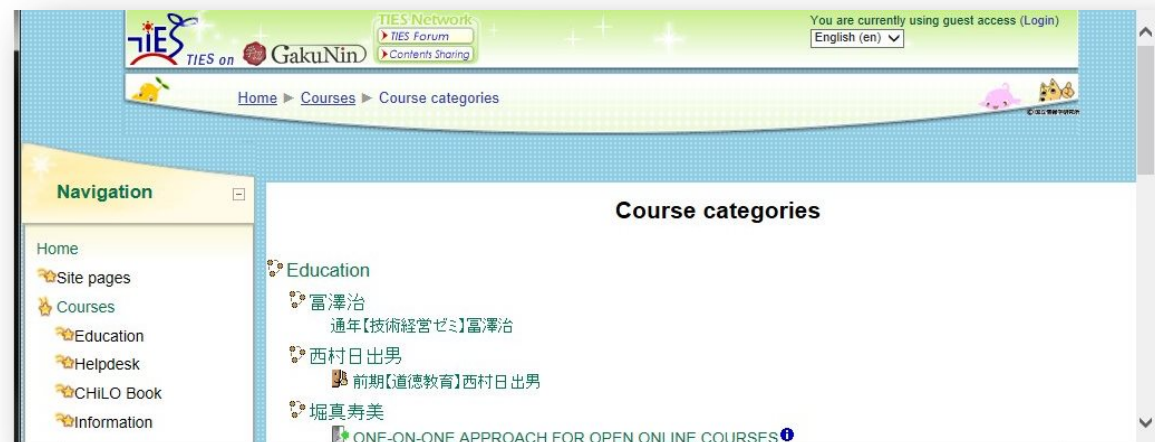 TIES
TIES on GakuNin
TIES Network
TIES Forum
Contents Sharing
You are currently using guest access (Login)
English (en)
Home ► Courses ► Course categories
Navigation
Home
Site pages
Courses
Education
Helpdesk
CHiLO Book
Information
Course categories
Education
冨澤治
通年【技術経営ゼミ】冨澤治
西村日出男
前期【道徳教育】西村日出男
堀真寿美
ONE-ON-ONE APPROACH FOR OPEN ONLINE COURSES